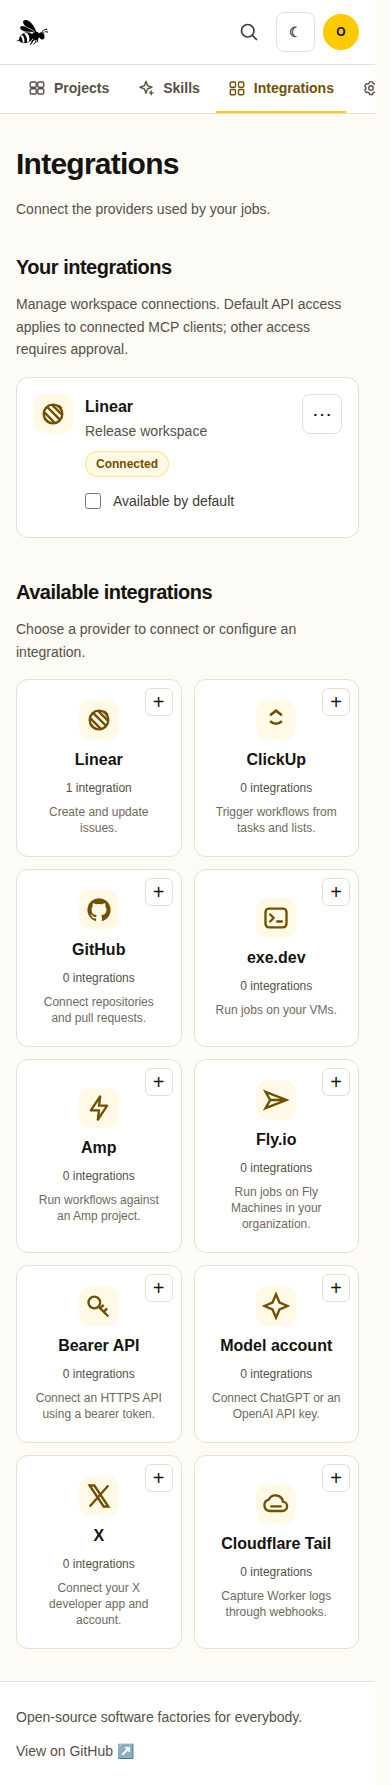 O
Projects
Skills
Integrations
Integrations
Connect the providers used by your jobs.
Your integrations
Manage workspace connections. Default API access
applies to connected MCP clients; other access
requires approval.
Linear
...
Release workspace
Connected
Available by default
Available integrations
Choose a provider to connect or configure an
integration.
+
Linear
1 integration
Create and update
issues.
+
ClickUp
0 integrations
Trigger workflows from
tasks and lists.
+
GitHub
0 integrations
Connect repositories
and pull requests.
+
exe.dev
0 integrations
Run jobs on your VMs.
+
Amp
0 integrations
Run workflows against
an Amp project.
+
Fly.io
0 integrations
Run jobs on Fly
Machines in your
organization.
+
Bearer API
0 integrations
Connect an HTTPS API
using a bearer token.
+
Model account
0 integrations
Connect ChatGPT or an
OpenAI API key.
+
X
0 integrations
Connect your X
developer app and
account.
+
Cloudflare Tail
0 integrations
Capture Worker logs
through webhooks.
Open-source software factories for everybody.
View on GitHub ↗